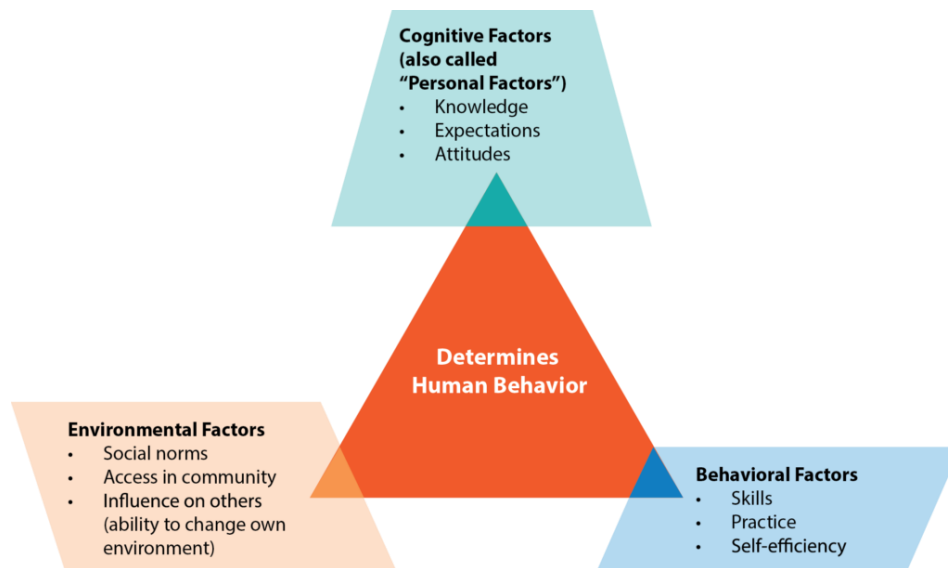 Cognitive Factors
(also called
“Personal Factors”)
• Knowledge
• Expectations
• Attitudes
Determines
Human Behavior
Environmental Factors
• Social norms
• Access in community
• Influence on others
(ability to change own
environment)
Behavioral Factors
• Skills
• Practice
• Self-efficiency